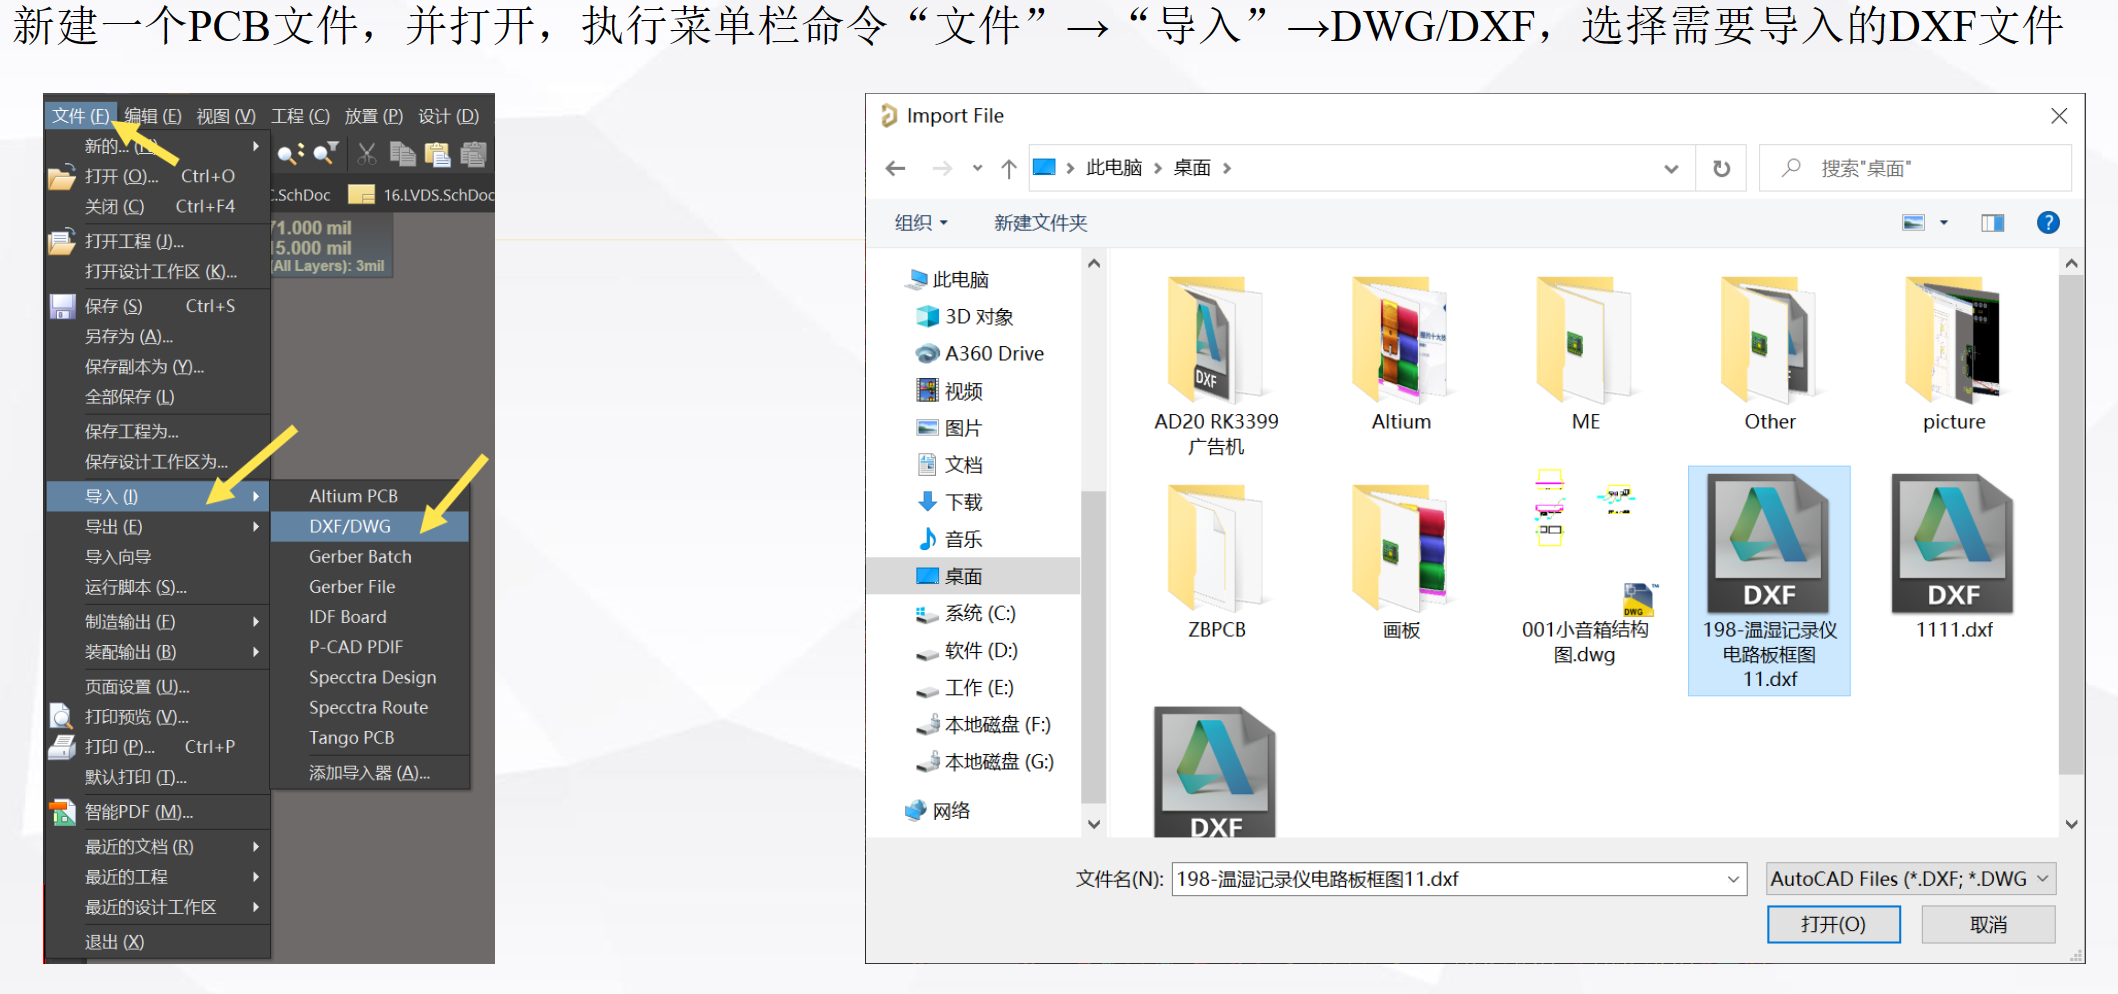 新建一个PCB文件，并打开，执行菜单栏命令“文件”→“导入”→DWG/DXF，选择需要导入的DXF文件
文件 (F) 编辑 (E) 视图 (V) 工程 (C) 放置 (P) 设计 (D)
新的...
打开 (O)... Ctrl+O
关闭 (C) Ctrl+F4
打开工程 (J)...
打开设计工作区 (K)...
保存 (S) Ctrl+S
另存为 (A)...
保存副本为 (Y)...
全部保存 (L)
保存工程为...
保存设计工作区为...
导入 (I)
导出 (E)
导入向导
运行脚本 (S)...
制造输出 (F)
装配输出 (B)
页面设置 (U)...
打印预览 (V)...
打印 (P)... Ctrl+P
默认打印 (T)...
智能PDF (M)...
最近的文档 (R)
最近的工程
最近的设计工作区
退出 (X)
C.SchDoc 16.LVDS.SchDoc
71.000 mil
15.000 mil
(All Layers): 3mil
Altium PCB
DXF/DWG
Gerber Batch
Gerber File
IDF Board
P-CAD PDIF
Specctra Design
Specctra Route
Tango PCB
添加导入器 (A)...
Import File
此电脑 桌面
搜索"桌面"
组织 新建文件夹
此电脑
3D 对象
A360 Drive
视频
图片
文档
下载
音乐
桌面
系统 (C:)
软件 (D:)
工作 (E:)
本地磁盘 (F:)
本地磁盘 (G:)
网络
DXF
AD20 RK3399
广告机
Altium
ME
Other
picture
ZBPCB
画板
DWG
001小音箱结构
图.dwg
DXF
198-温湿记录仪
电路板框图
11.dxf
DXF
1111.dxf
DXF
文件名(N): 198-温湿记录仪电路板框图11.dxf AutoCAD Files (*.DXF; *.DWG
打开(O) 取消